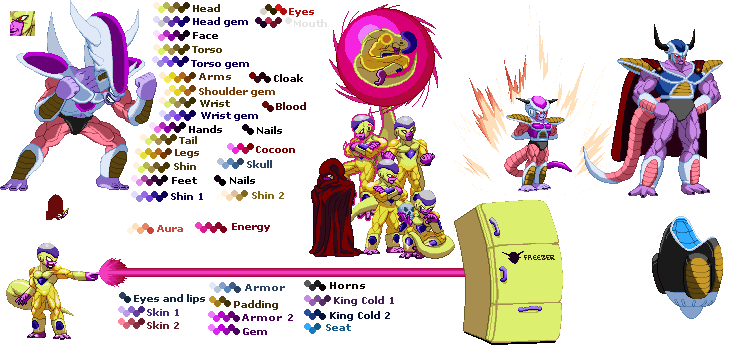 Head
Eyes
Head gem
Mouth
Face
Torso
Torso gem
Arms
Cloak
Shoulder gem
Wrist
Blood
Wrist gem
Hands
Nails
Tail
Legs
Cocoon
Shin
Skull
Feet
Nails
Shin 1
Shin 2
Aura
Energy
FREEZER
Eyes and lips
Armor
Horns
Skin 1
Padding
King Cold 1
Skin 2
Armor 2
King Cold 2
Gem
Seat